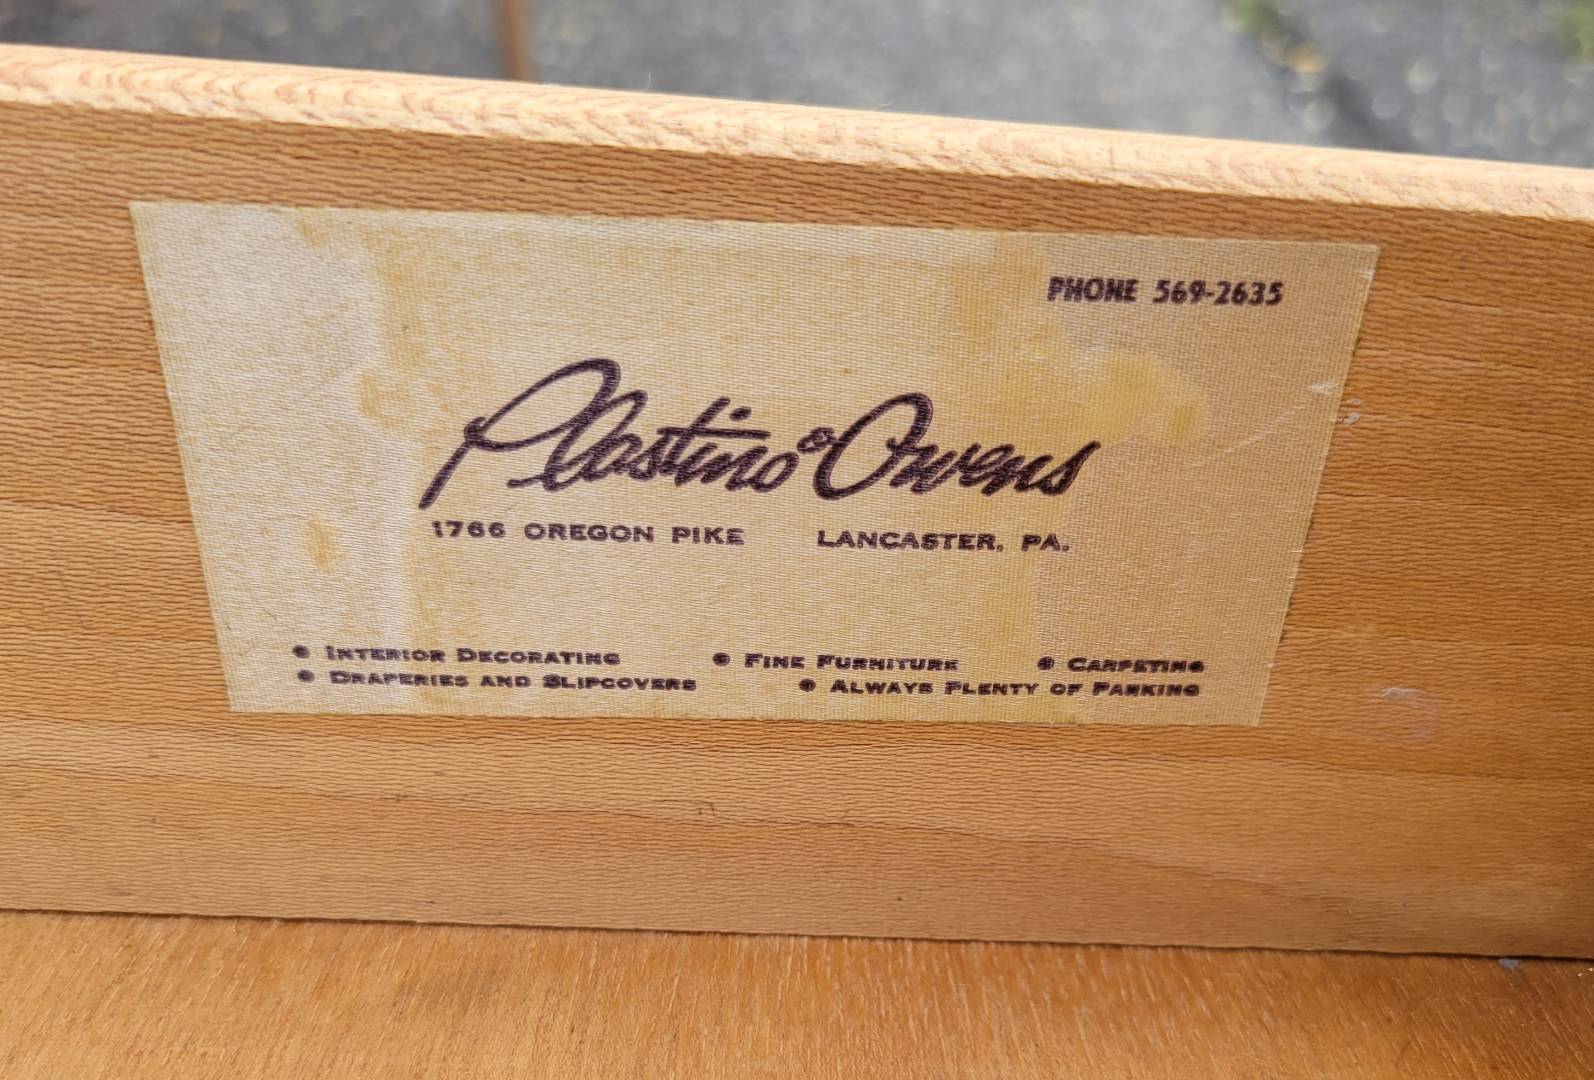 PHONE 569-2635
Plastino & Owens
1766 OREGON PIKE LANCASTER, PA.
• INTERIOR DECORATING • FINE FURNITURE • CARPETING
• DRAPERIES AND SLIPCOVERS • ALWAYS PLENTY OF PARKING